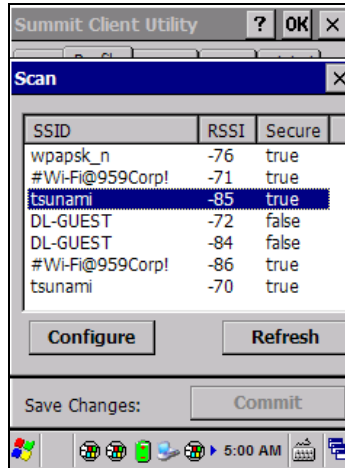 Summit Client Utility ? OK ×
Scan ×
SSID RSSI Secure
wpapsk_n -76 true
#Wi-Fi@959Corp! -71 true
tsunami -85 true
DL-GUEST -72 false
DL-GUEST -84 false
#Wi-Fi@959Corp! -86 true
tsunami -70 true
Configure Refresh
Save Changes: Commit
5:00 AM